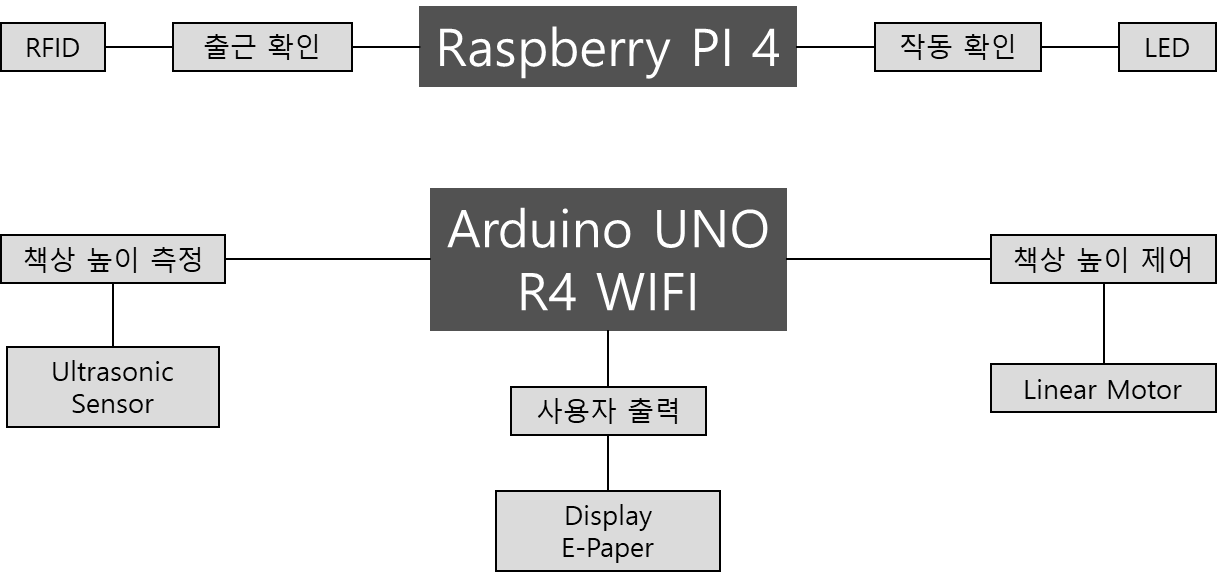 RFID
출근 확인
Raspberry PI 4
작동 확인
LED
Arduino UNO
R4 WIFI
책상 높이 측정
책상 높이 제어
Ultrasonic
Sensor
Linear Motor
사용자 출력
Display
E-Paper